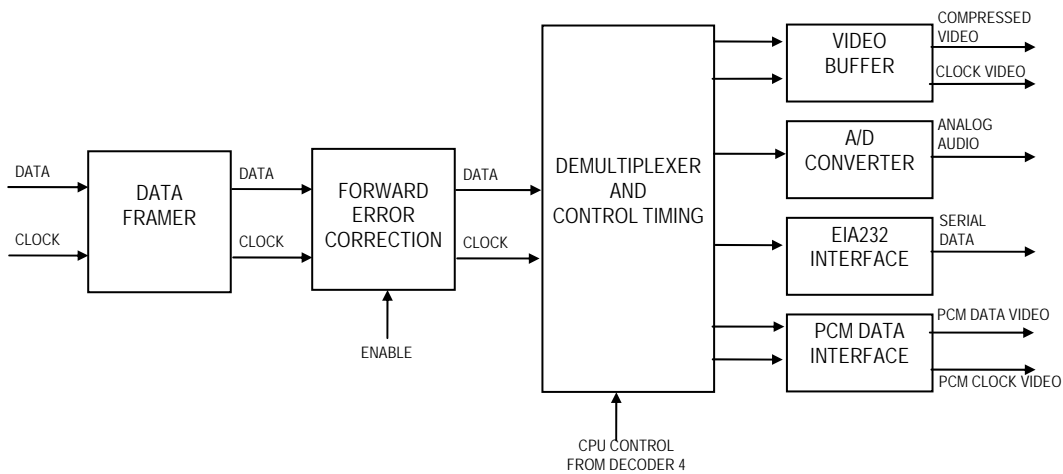 DATA
CLOCK
DATA
FRAMER
DATA
CLOCK
FORWARD
ERROR
CORRECTION
ENABLE
DATA
CLOCK
DEMULTIPLEXER
AND
CONTROL TIMING
CPU CONTROL
FROM DECODER 4
VIDEO
BUFFER
COMPRESSED
VIDEO
CLOCK VIDEO
A/D
CONVERTER
ANALOG
AUDIO
EIA232
INTERFACE
SERIAL
DATA
PCM DATA
INTERFACE
PCM DATA VIDEO
PCM CLOCK VIDEO